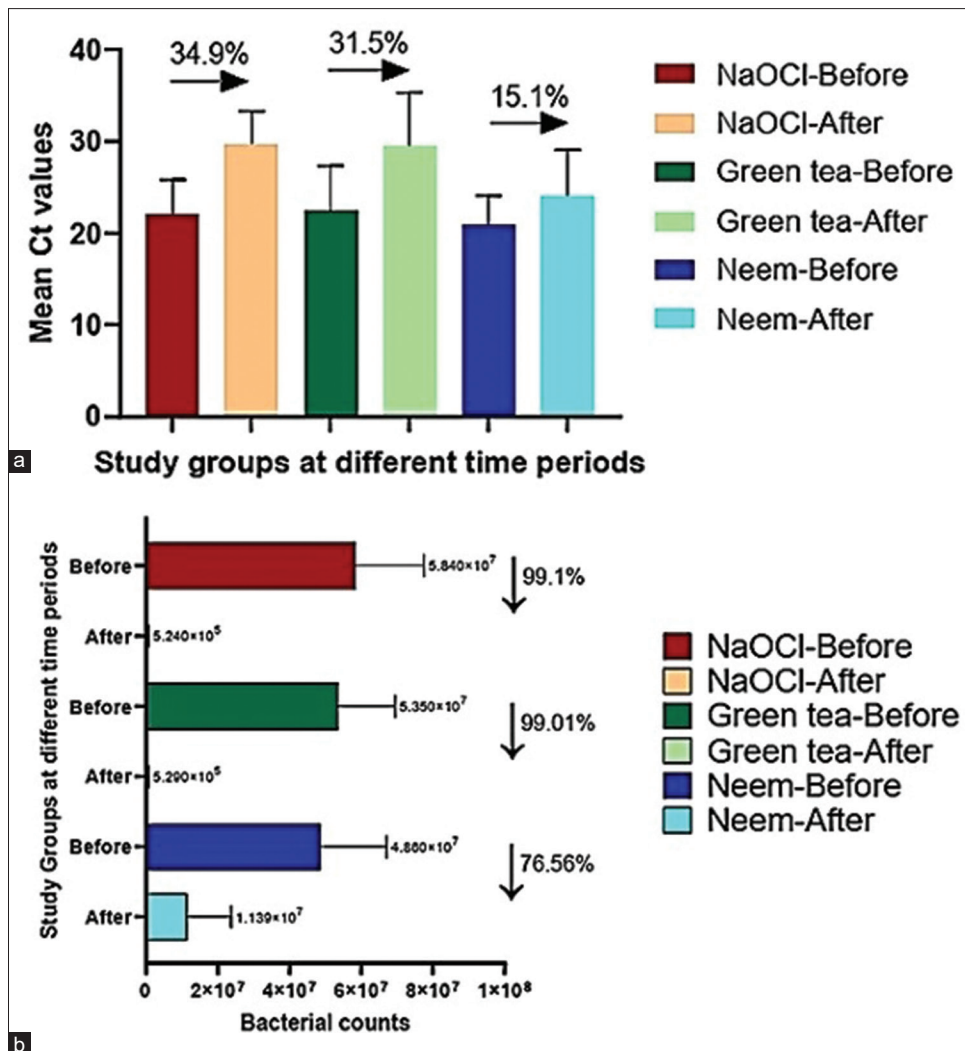 40
34.9%
31.5%
30
15.1%
20
10
0
Mean Ct values
NaOCl-Before
NaOCl-After
Green tea-Before
Green tea-After
Neem-Before
Neem-After
Study groups at different time periods
a
Study Groups at different time periods
Before
5.840×10⁷
99.1%
After
5.240×10⁵
Before
5.350×10⁷
99.01%
After
5.290×10⁵
Before
4.860×10⁷
76.56%
After
1.139×10⁷
0
2×10⁷
4×10⁷
6×10⁷
8×10⁷
1×10⁸
Bacterial counts
NaOCl-Before
NaOCl-After
Green tea-Before
Green tea-After
Neem-Before
Neem-After
b